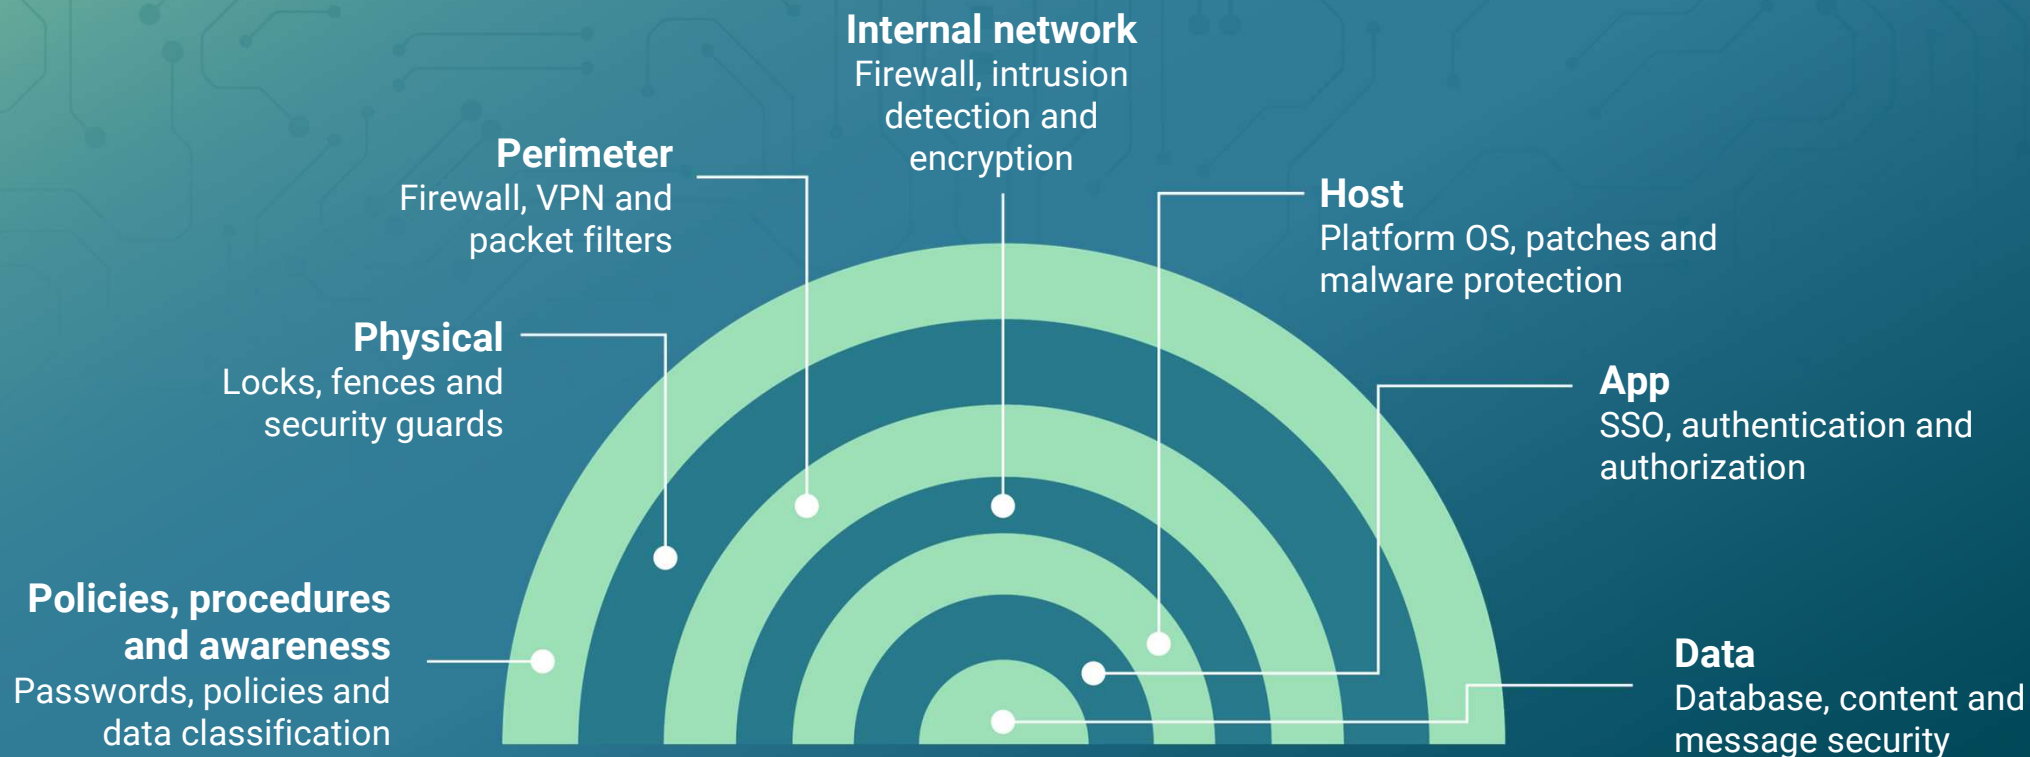 Internal network
Firewall, intrusion
detection and
encryption
Perimeter
Firewall, VPN and
packet filters
Host
Platform OS, patches and
malware protection
Physical
Locks, fences and
security guards
App
SSO, authentication and
authorization
Policies, procedures
and awareness
Passwords, policies and
data classification
Data
Database, content and
message security